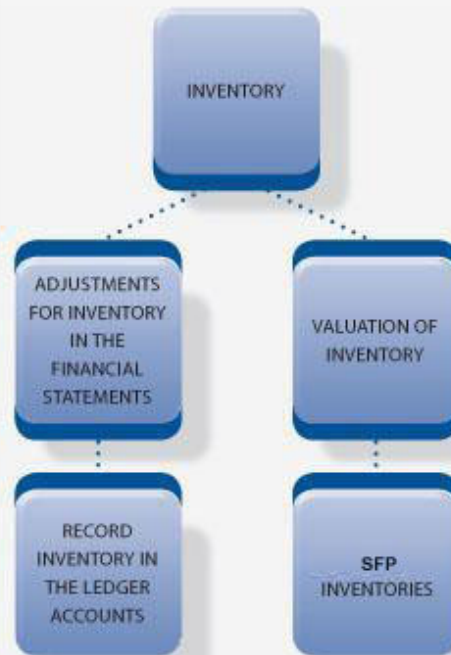 INVENTORY
ADJUSTMENTS
FOR INVENTORY
IN THE
FINANCIAL
STATEMENTS
VALUATION OF
INVENTORY
RECORD
INVENTORY IN
THE LEDGER
ACCOUNTS
SFP
INVENTORIES